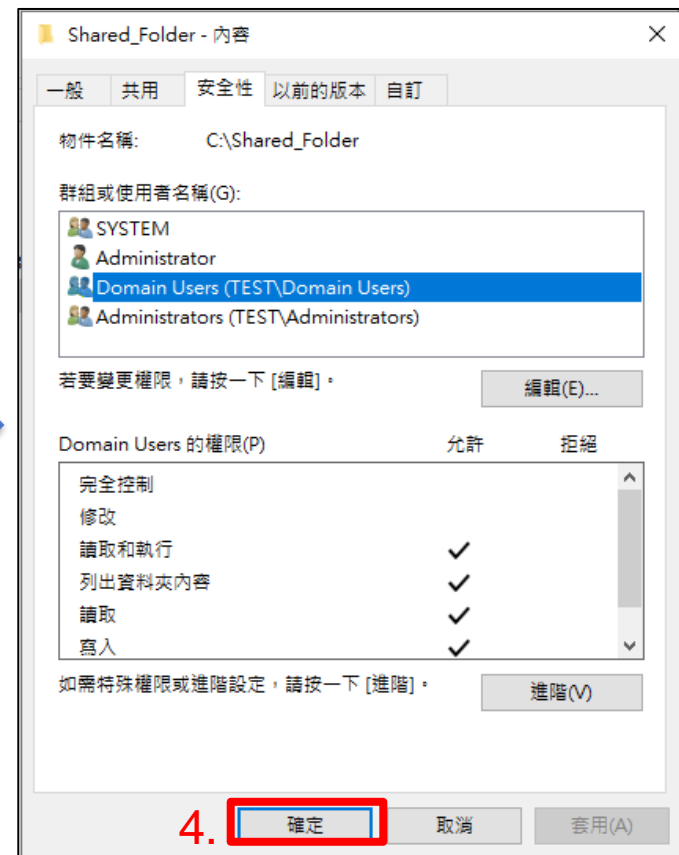 Shared_Folder - 內容
一般 共用 安全性 以前的版本 自訂
物件名稱: C:\Shared_Folder
群組或使用者名稱(G):
SYSTEM
Administrator
Domain Users (TEST\Domain Users)
Administrators (TEST\Administrators)
若要變更權限，請按一下 [編輯]。
編輯(E)...
Domain Users 的權限(P) 允許 拒絕
完全控制
修改
讀取和執行
列出資料夾內容
讀取
寫入
如需特殊權限或進階設定，請按一下 [進階]。
進階(V)
4. 確定 取消 套用(A)